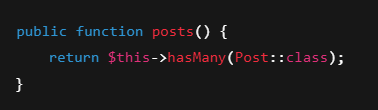 public function posts() {
    return $this->hasMany(Post::class);
}